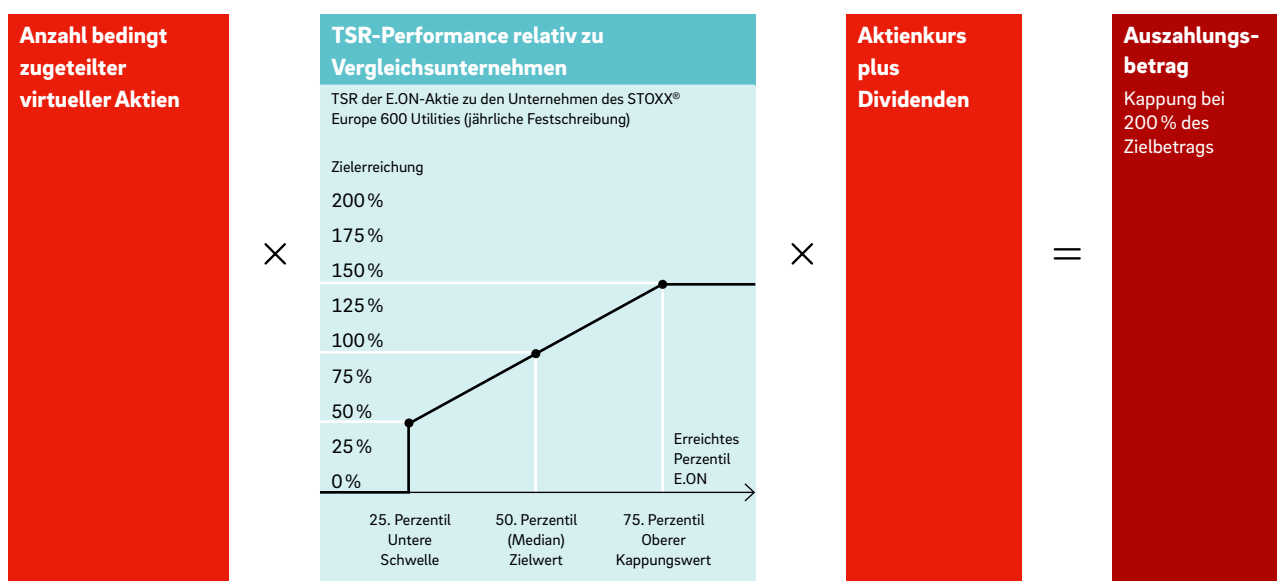 Anzahl bedingt
zugeteilter
virtueller Aktien
×
TSR-Performance relativ zu
Vergleichsunternehmen
TSR der E.ON-Aktie zu den Unternehmen des STOXX®
Europe 600 Utilities (jährliche Festschreibung)
Zielerreichung
200 %
175 %
150 %
125 %
100 %
75 %
50 %
25 %
0 %
Erreichtes
Perzentil
E.ON
25. Perzentil
Untere
Schwelle
50. Perzentil
(Median)
Zielwert
75. Perzentil
Oberer
Kappungswert
×
Aktienkurs
plus
Dividenden
=
Auszahlungs-
betrag
Kappung bei
200 % des
Zielbetrags